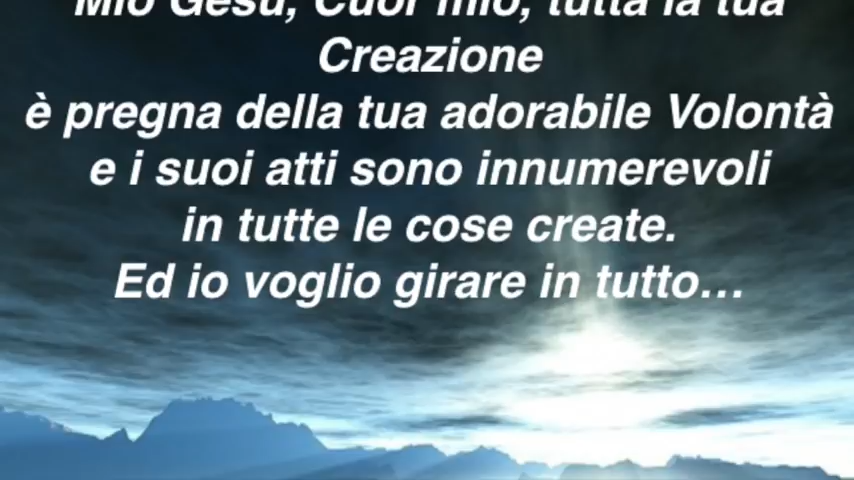 Mio Gesù, Cuor mio, tutta la tua
Creazione
è pregna della tua adorabile Volontà
e i suoi atti sono innumerevoli
in tutte le cose create.
Ed io voglio girare in tutto…